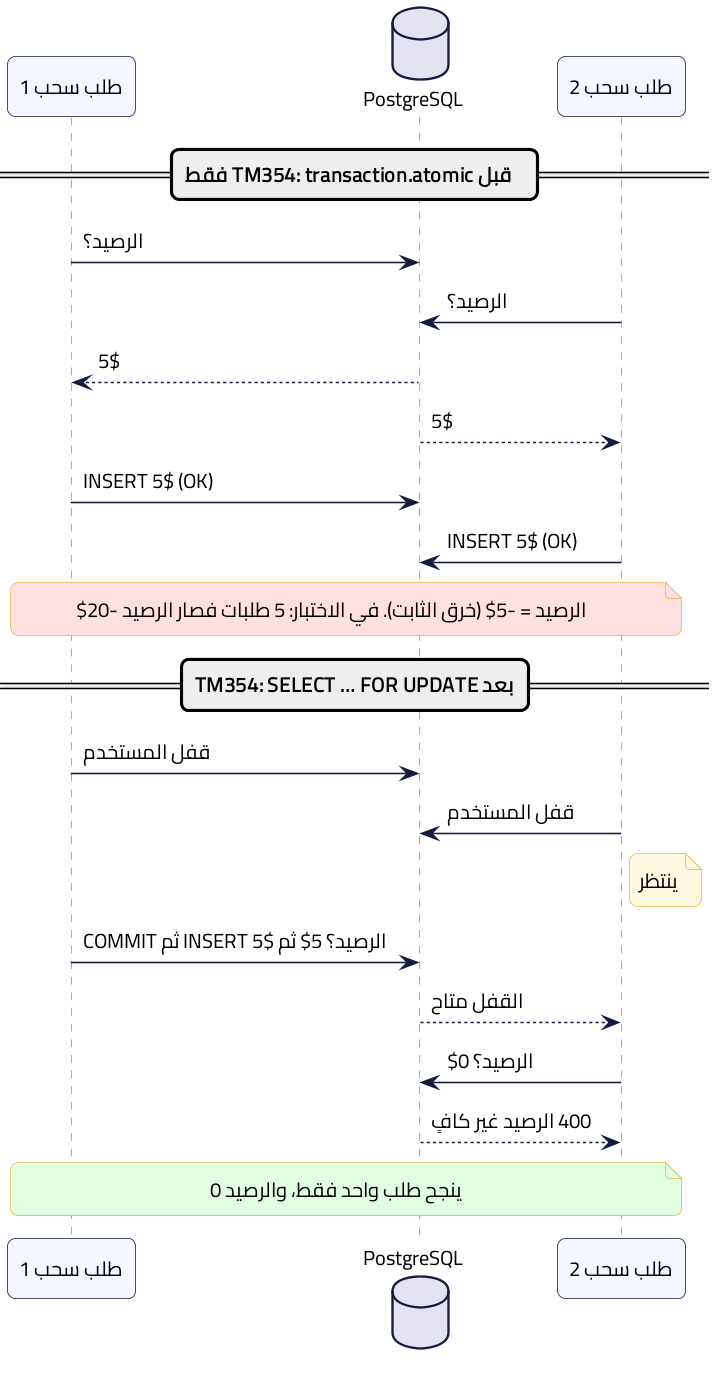 PostgreSQL
طلب سحب 1
طلب سحب 2
قبل TM354: transaction.atomic فقط
الرصيد؟
الرصيد؟
5$
5$
INSERT 5$ (OK)
INSERT 5$ (OK)
الرصيد = -5$ (خرق الثابت). في الاختبار: 5 طلبات فصار الرصيد -20$
بعد TM354: SELECT ... FOR UPDATE
قفل المستخدم
قفل المستخدم
ينتظر
الرصيد؟ 5$ ثم INSERT 5$ ثم COMMIT
القفل متاح
الرصيد؟ 0$
400 الرصيد غير كافٍ
ينجح طلب واحد فقط، والرصيد 0
PostgreSQL
طلب سحب 1
طلب سحب 2